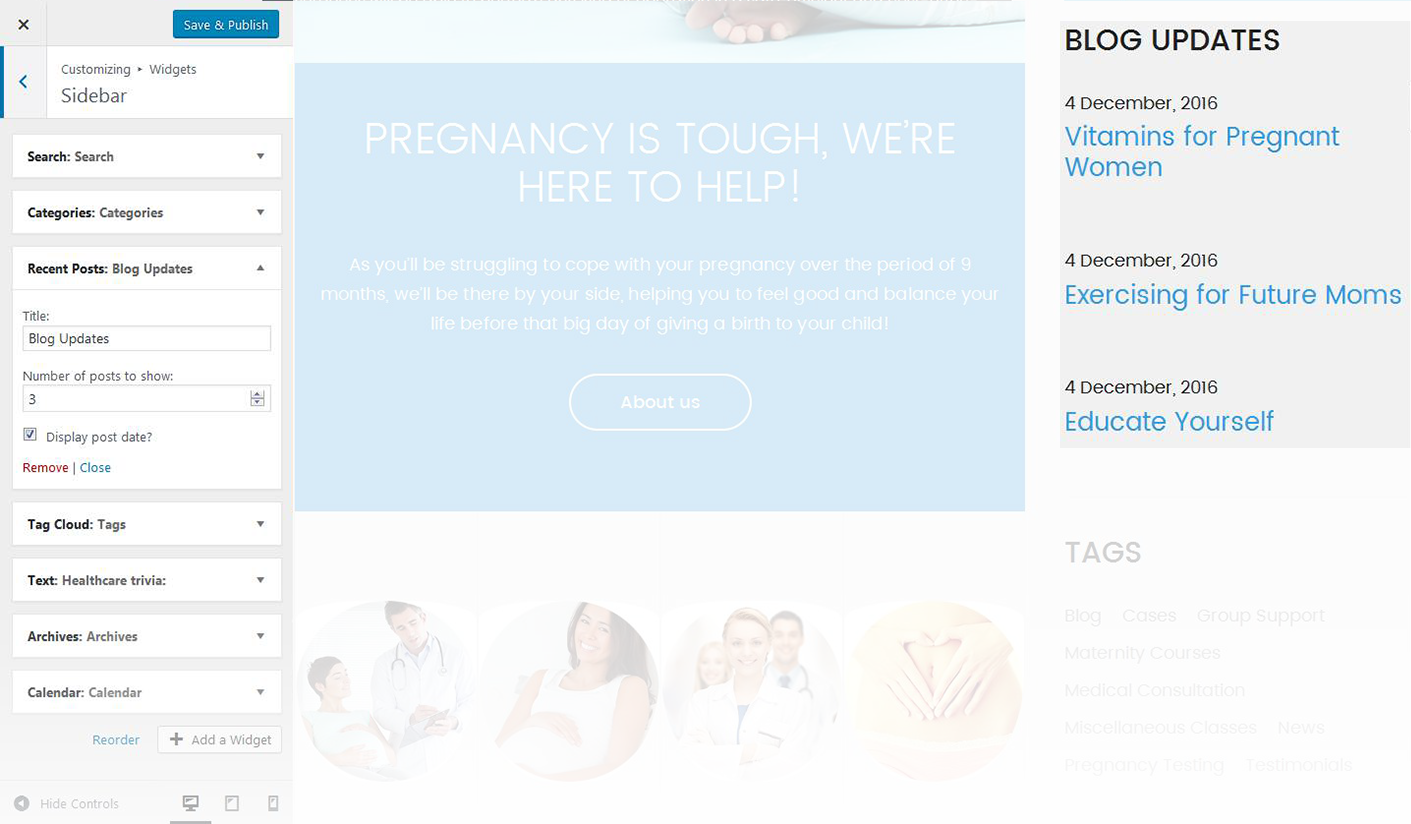 Save & Publish
Customizing ▸ Widgets
Sidebar
Search: Search
Categories: Categories
Recent Posts: Blog Updates
Title:
Blog Updates
Number of posts to show:
3
Display post date?
Remove | Close
Tag Cloud: Tags
Text: Healthcare trivia:
Archives: Archives
Calendar: Calendar
Reorder
Add a Widget
Hide Controls
PREGNANCY IS TOUGH, WE’RE
HERE TO HELP!
As you’ll be struggling to cope with your pregnancy over the period of 9
months, we’ll be there by your side, helping you to feel good and balance your
life before that big day of giving a birth to your child!
About us
BLOG UPDATES
4 December, 2016
Vitamins for Pregnant
Women
4 December, 2016
Exercising for Future Moms
4 December, 2016
Educate Yourself
TAGS
Blog Cases Group Support
Maternity Courses
Medical Consultation
Miscellaneous Classes News
Pregnancy Testing Testimonials